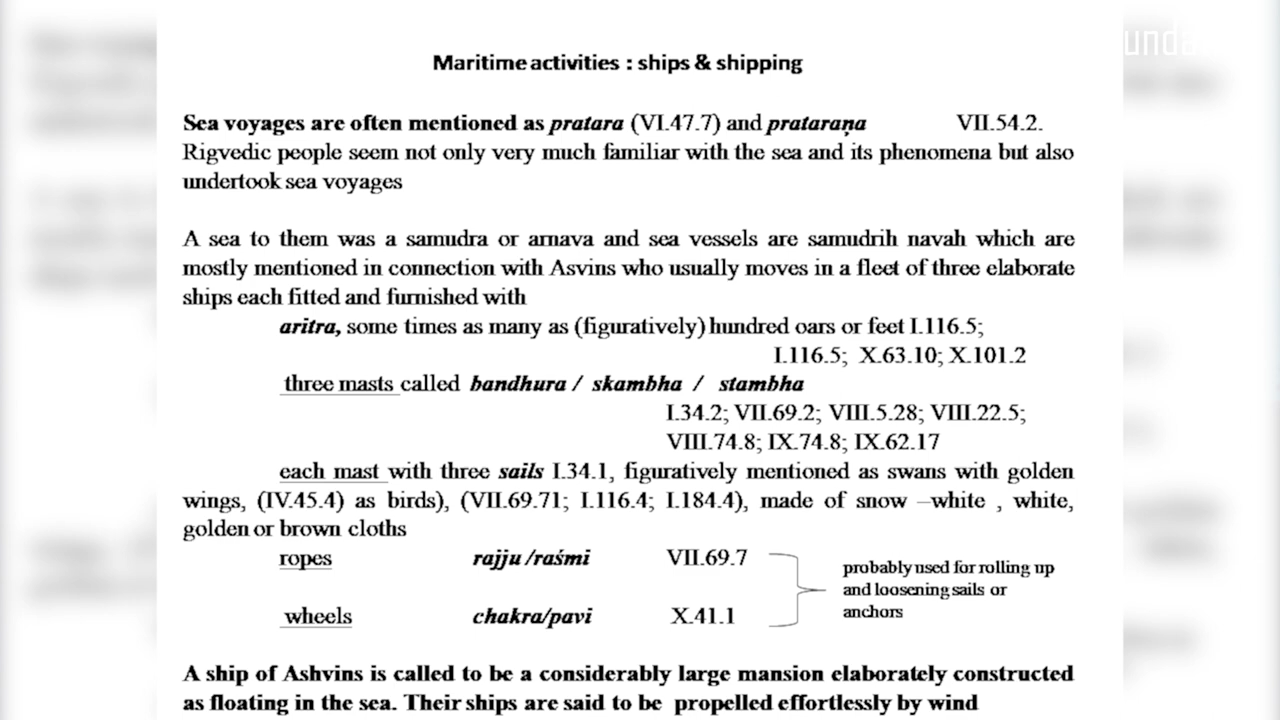 unda
Maritime activities : ships & shipping
Sea voyages are often mentioned as pratara (VI.47.7) and prataraṇa VII.54.2.
Rigvedic people seem not only very much familiar with the sea and its phenomena but also
undertook sea voyages
A sea to them was a samudra or arnava and sea vessels are samudrih navah which are
mostly mentioned in connection with Asvins who usually moves in a fleet of three elaborate
ships each fitted and furnished with
aritra, some times as many as (figuratively) hundred oars or feet I.116.5;
I.116.5; X.63.10; X.101.2
three masts called bandhura / skambha / stambha
I.34.2; VII.69.2; VIII.5.28; VIII.22.5;
VIII.74.8; IX.74.8; IX.62.17
each mast with three sails I.34.1, figuratively mentioned as swans with golden
wings, (IV.45.4) as birds), (VII.69.71; I.116.4; I.184.4), made of snow –white , white,
golden or brown cloths
ropes rajju /raśmi VII.69.7
wheels chakra/pavi X.41.1
probably used for rolling up
and loosening sails or
anchors
A ship of Ashvins is called to be a considerably large mansion elaborately constructed
as floating in the sea. Their ships are said to be propelled effortlessly by wind